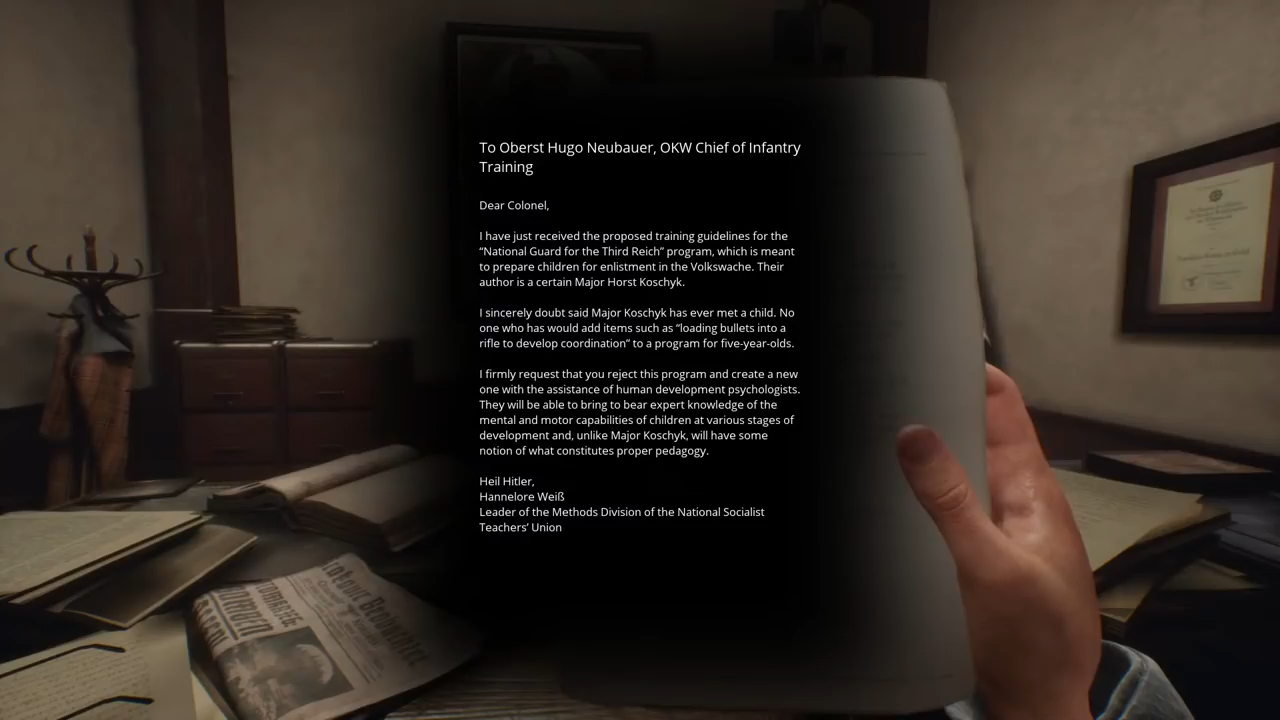 To Oberst Hugo Neubauer, OKW Chief of Infantry
Training
Dear Colonel,
I have just received the proposed training guidelines for the
“National Guard for the Third Reich” program, which is meant
to prepare children for enlistment in the Volkswache. Their
author is a certain Major Horst Koschyk.
I sincerely doubt said Major Koschyk has ever met a child. No
one who has would add items such as “loading bullets into a
rifle to develop coordination” to a program for five-year-olds.
I firmly request that you reject this program and create a new
one with the assistance of human development psychologists.
They will be able to bring to bear expert knowledge of the
mental and motor capabilities of children at various stages of
development and, unlike Major Koschyk, will have some
notion of what constitutes proper pedagogy.
Heil Hitler,
Hannelore Weiß
Leader of the Methods Division of the National Socialist
Teachers’ Union